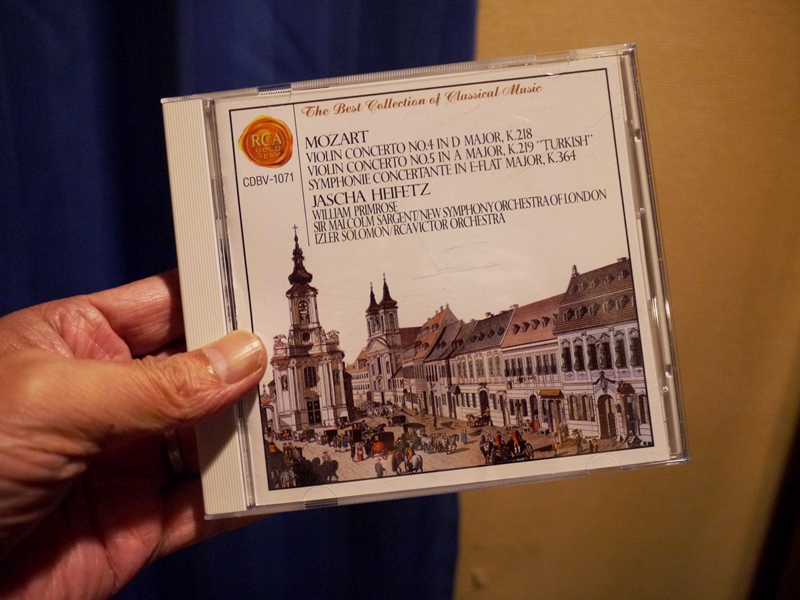 The Best Collection of Classical Music
RCA
GOLD
SEAL
CDBV-1071
MOZART
VIOLIN CONCERTO NO.4 IN D MAJOR, K.218
VIOLIN CONCERTO NO.5 IN A MAJOR, K.219 "TURKISH"
SYMPHONIE CONCERTANTE IN E-FLAT MAJOR, K.364
JASCHA HEIFETZ
WILLIAM PRIMROSE
SIR MALCOLM SARGENT/NEW SYMPHONY ORCHESTRA OF LONDON
IZLER SOLOMON/RCA VICTOR ORCHESTRA